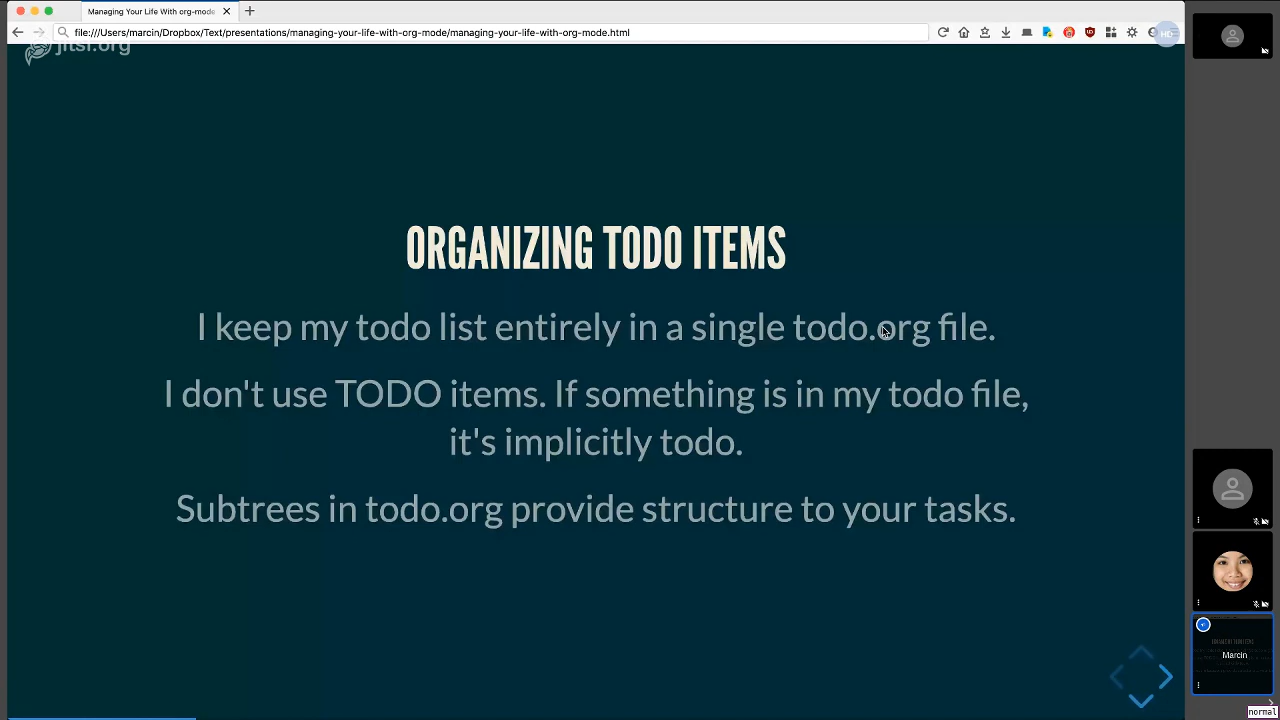 Managing Your Life With org-mode
file:///Users/marcin/Dropbox/Text/presentations/managing-your-life-with-org-mode/managing-your-life-with-org-mode.html
HD
jitsi.org
ORGANIZING TODO ITEMS
I keep my todo list entirely in a single todo.org file.
I don't use TODO items. If something is in my todo file,
it's implicitly todo.
Subtrees in todo.org provide structure to your tasks.
Marcin
normal